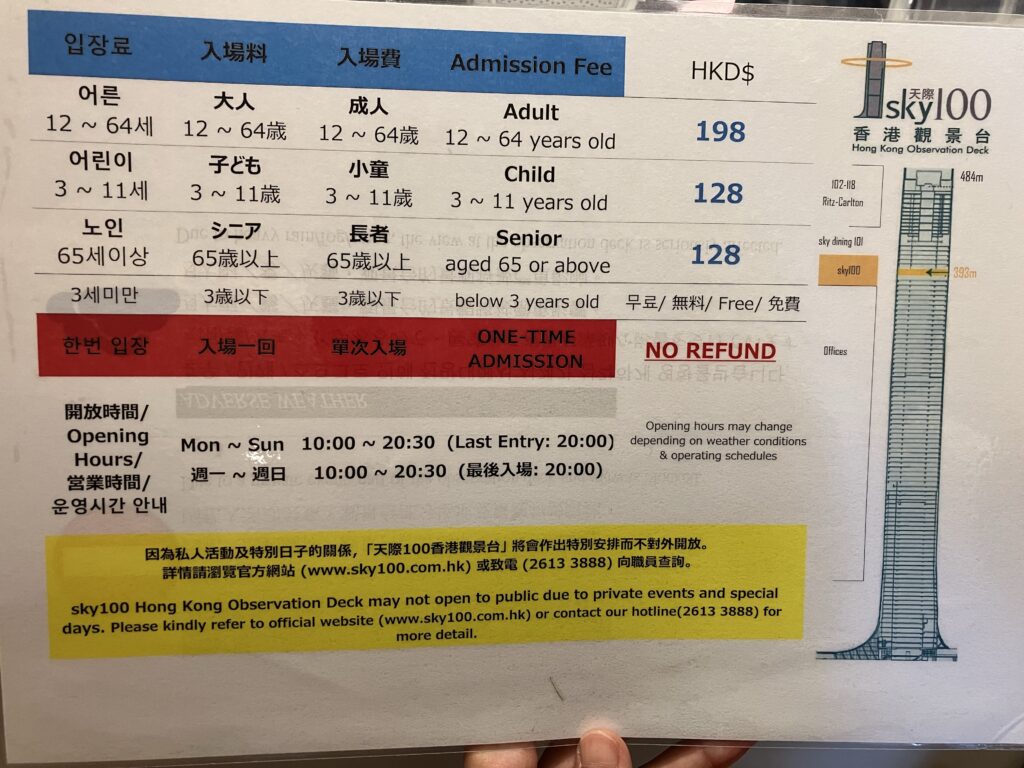 입장료 入場料 入場費 Admission Fee HKD$
어른 大人 成人 Adult
12 ~ 64세 12 ~ 64歳 12 ~ 64歲 12 ~ 64 years old 198
어린이 子ども 小童 Child
3 ~ 11세 3 ~ 11歳 3 ~ 11歲 3 ~ 11 years old 128
노인 シニア 長者 Senior
65세이상 65歳以上 65歲以上 aged 65 or above 128
3세미만 3歳以下 3歲以下 below 3 years old 무료/ 無料/ Free/ 免費
한번 입장 入場一回 單次入場 ONE-TIME ADMISSION NO REFUND
開放時間/
Opening
Hours/
営業時間/
운영시간 안내
Mon ~ Sun 10:00 ~ 20:30 (Last Entry: 20:00)
週一 ~ 週日 10:00 ~ 20:30 (最後入場: 20:00)
Opening hours may change
depending on weather conditions
& operating schedules
因為私人活動及特別日子的關係,「天際100香港觀景台」將會作出特別安排而不對外開放。
詳情請瀏覽官方網站 (www.sky100.com.hk) 或致電 (2613 3888) 向職員查詢。
sky100 Hong Kong Observation Deck may not open to public due to private events and special
days. Please kindly refer to official website (www.sky100.com.hk) or contact our hotline(2613 3888) for
more detail.
天際
sky100
香港觀景台
Hong Kong Observation Deck
484m
102-118
Ritz-Carlton
sky dining 101
sky100
393m
Offices
ADVERSE WEATHER